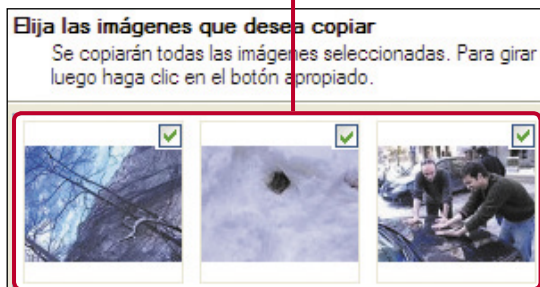 Elija las imágenes que desea copiar
Se copiarán todas las imágenes seleccionadas. Para girar
luego haga clic en el botón apropiado.